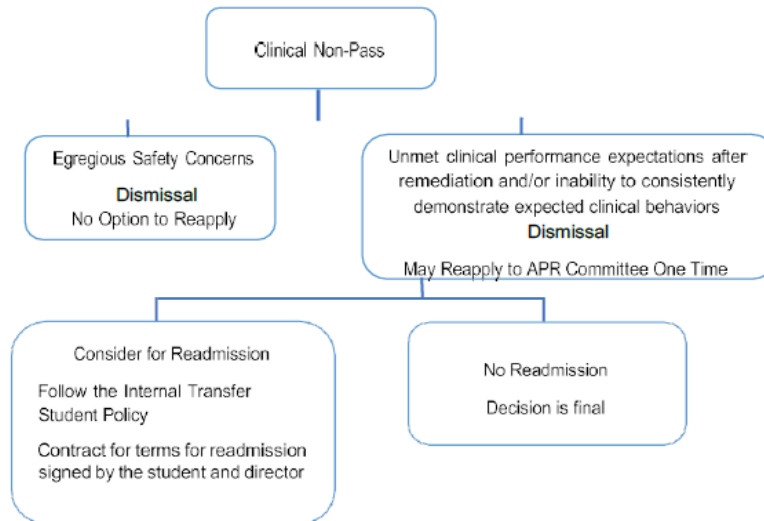 Clinical Non-Pass
Egregious Safety Concerns
Dismissal
No Option to Reapply
Unmet clinical performance expectations after
remediation and/or inability to consistently
demonstrate expected clinical behaviors
Dismissal
May Reapply to APR Committee One Time
Consider for Readmission
Follow the Internal Transfer
Student Policy
Contract for terms for readmission
signed by the student and director
No Readmission
Decision is final